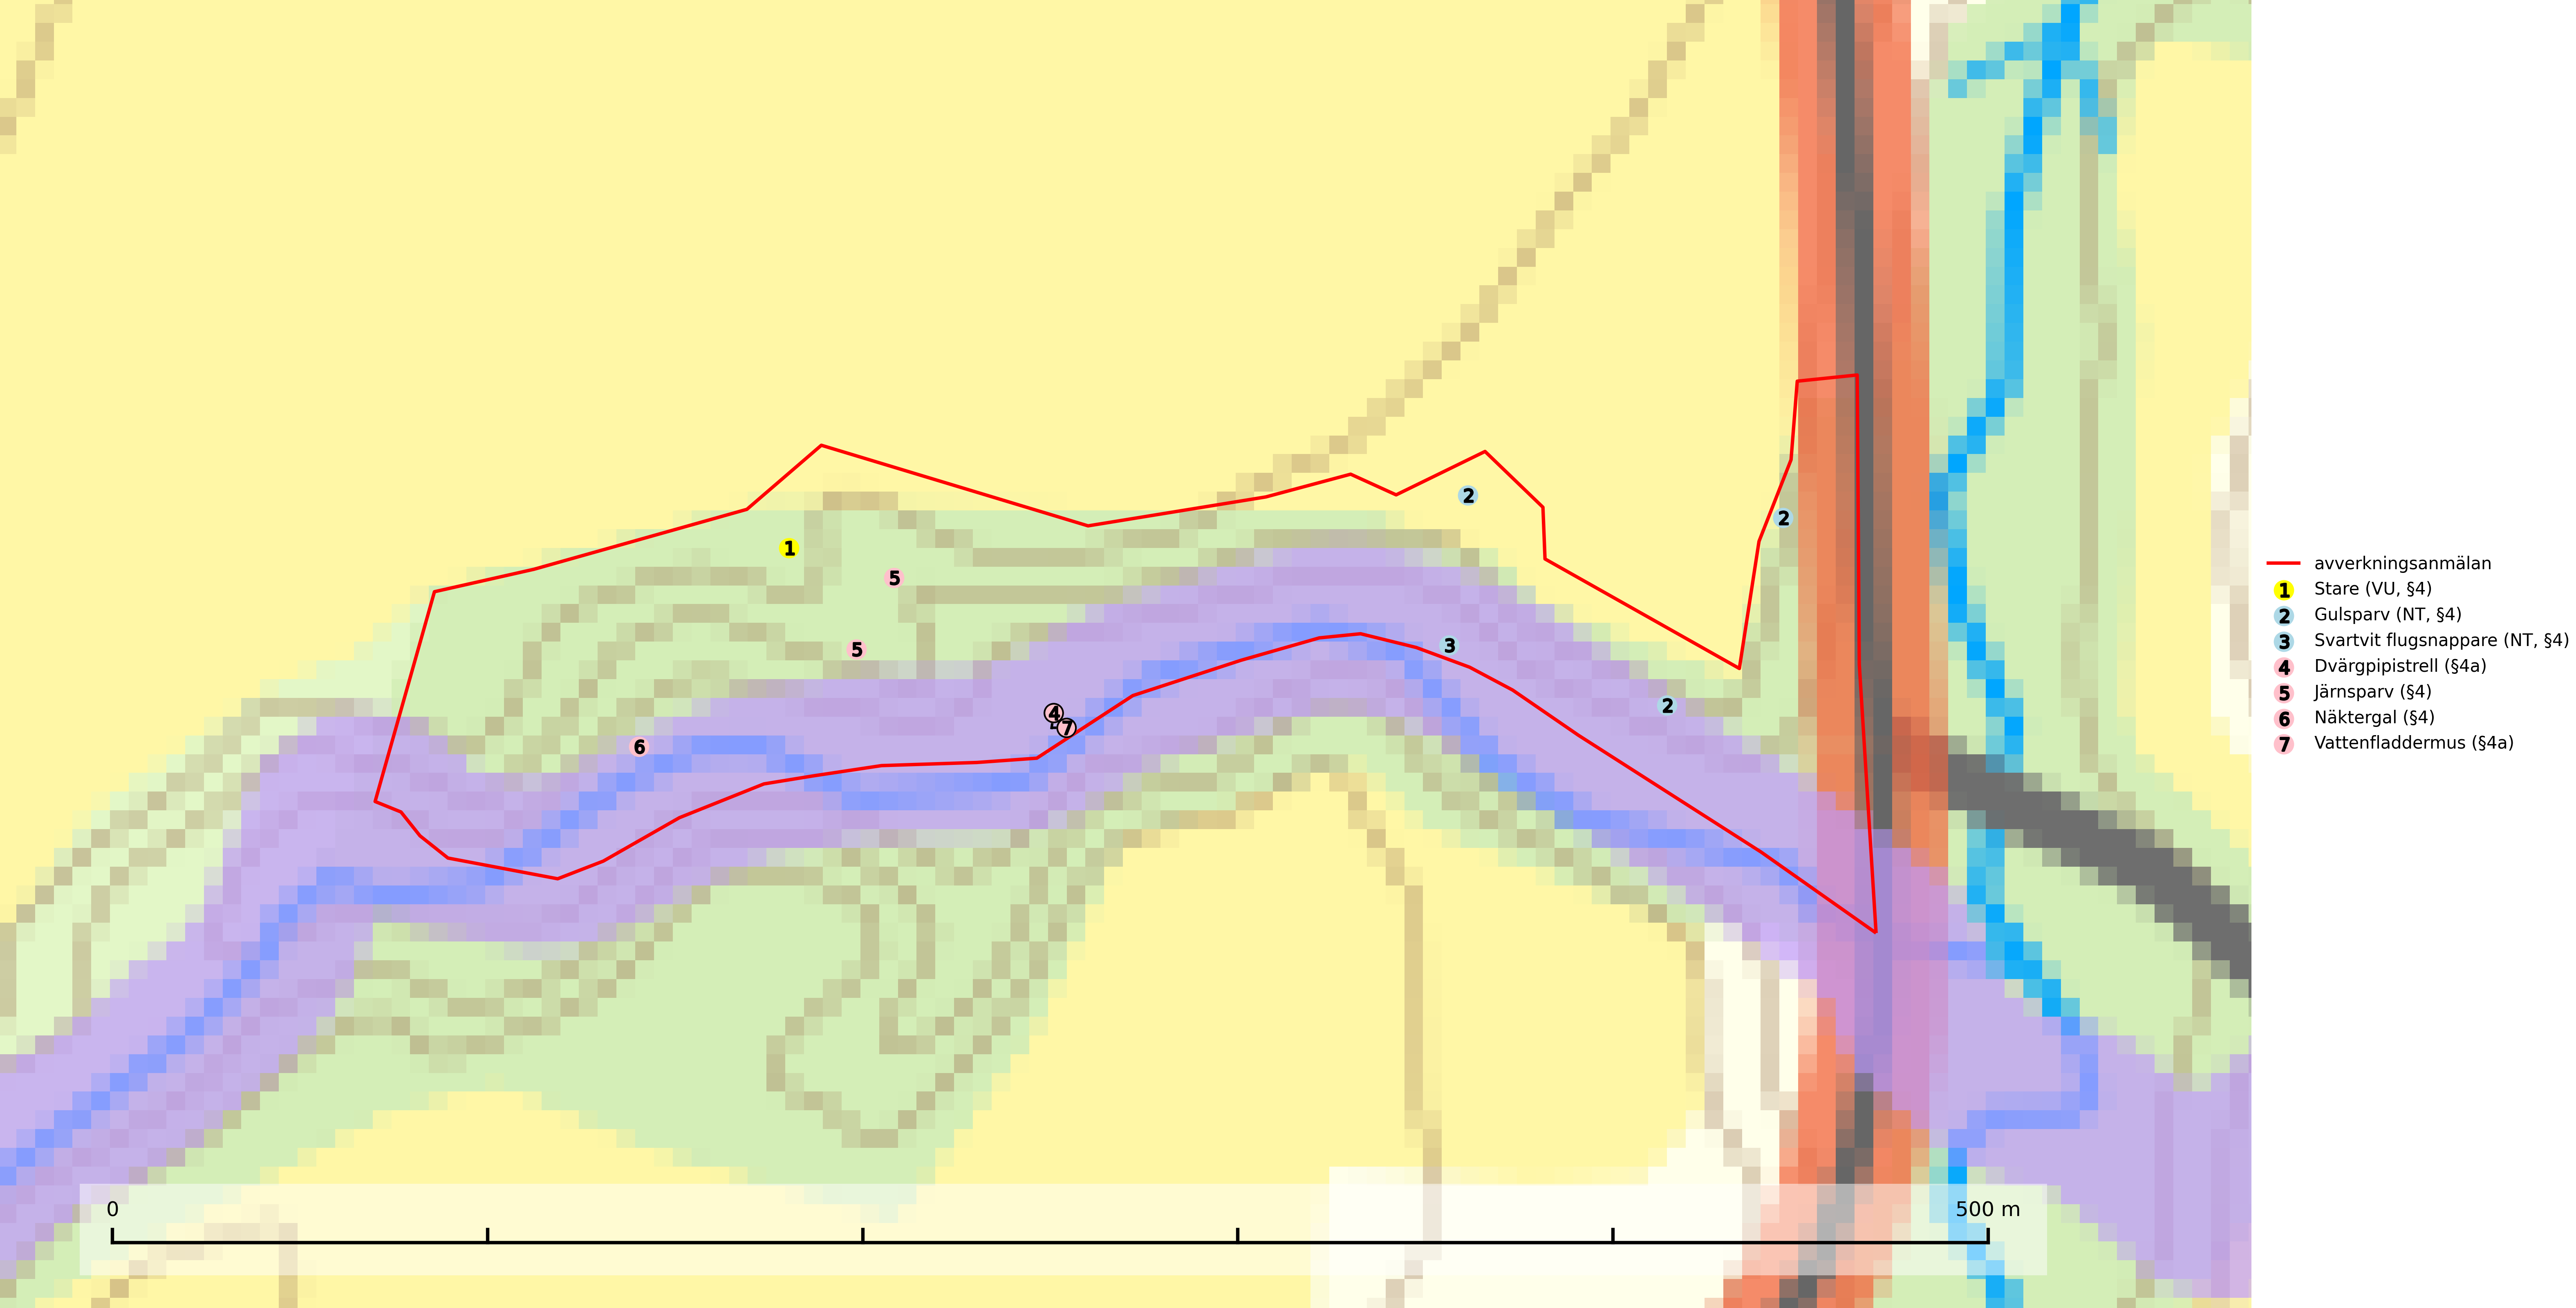 2
1
2
5
3
5
2
4
7
6
0
500 m
avverkningsanmälan
1 Stare (VU, §4)
2 Gulsparv (NT, §4)
3 Svartvit flugsnappare (NT, §4)
4 Dvärgpipistrell (§4a)
5 Järnsparv (§4)
6 Näktergal (§4)
7 Vattenfladdermus (§4a)